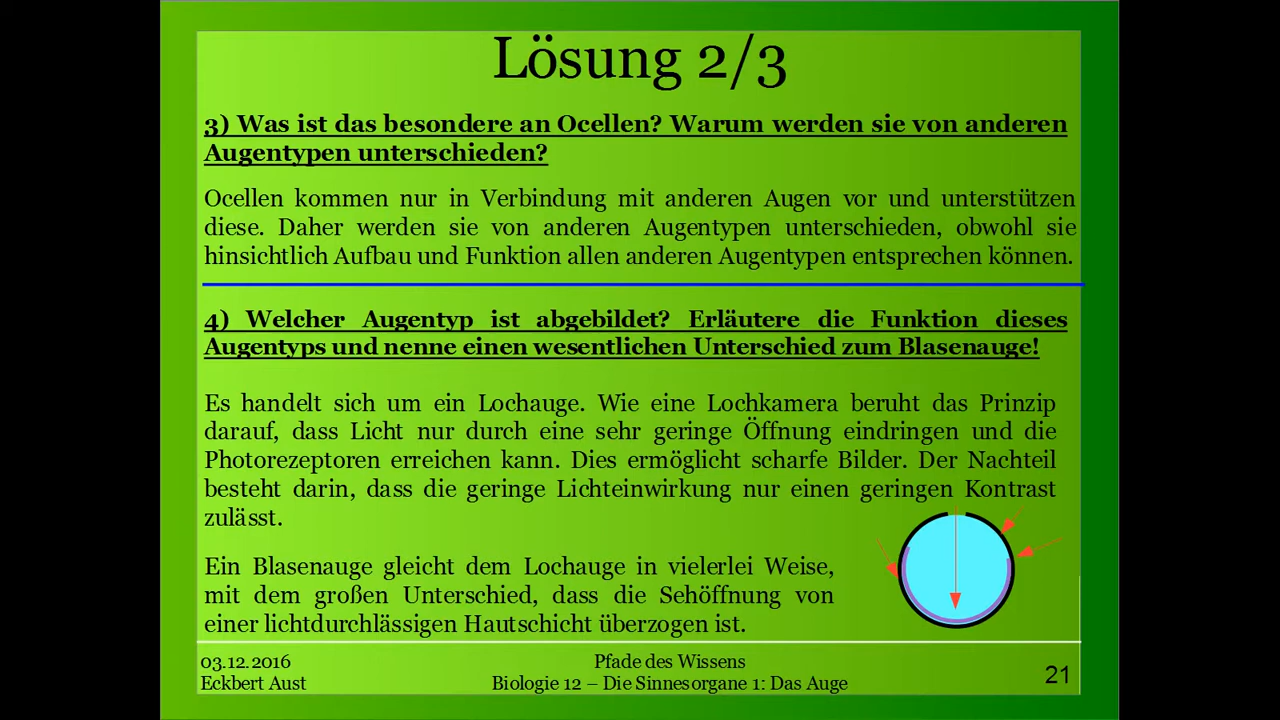 Lösung 2/3
3) Was ist das besondere an Ocellen? Warum werden sie von anderen
Augentypen unterschieden?
Ocellen kommen nur in Verbindung mit anderen Augen vor und unterstützen
diese. Daher werden sie von anderen Augentypen unterschieden, obwohl sie
hinsichtlich Aufbau und Funktion allen anderen Augentypen entsprechen können.
4) Welcher Augentyp ist abgebildet? Erläutere die Funktion dieses
Augentyps und nenne einen wesentlichen Unterschied zum Blasenauge!
Es handelt sich um ein Lochauge. Wie eine Lochkamera beruht das Prinzip
darauf, dass Licht nur durch eine sehr geringe Öffnung eindringen und die
Photorezeptoren erreichen kann. Dies ermöglicht scharfe Bilder. Der Nachteil
besteht darin, dass die geringe Lichteinwirkung nur einen geringen Kontrast
zulässt.
Ein Blasenauge gleicht dem Lochauge in vielerlei Weise,
mit dem großen Unterschied, dass die Sehöffnung von
einer lichtdurchlässigen Hautschicht überzogen ist.
03.12.2016
Eckbert Aust
Pfade des Wissens
Biologie 12 – Die Sinnesorgane 1: Das Auge
21